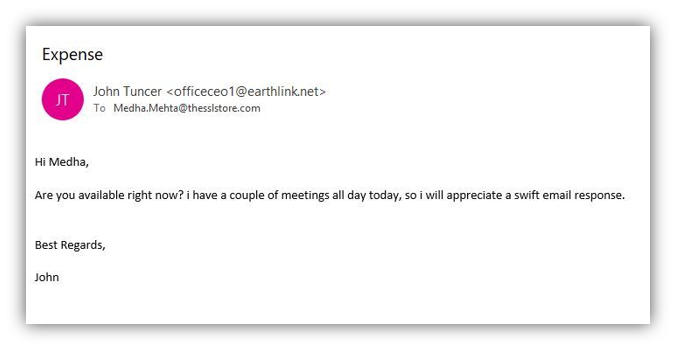 Expense
JT
John Tuncer <officeceo1@earthlink.net>
To Medha.Mehta@thesslstore.com
Hi Medha,
Are you available right now? i have a couple of meetings all day today, so i will appreciate a swift email response.
Best Regards,
John